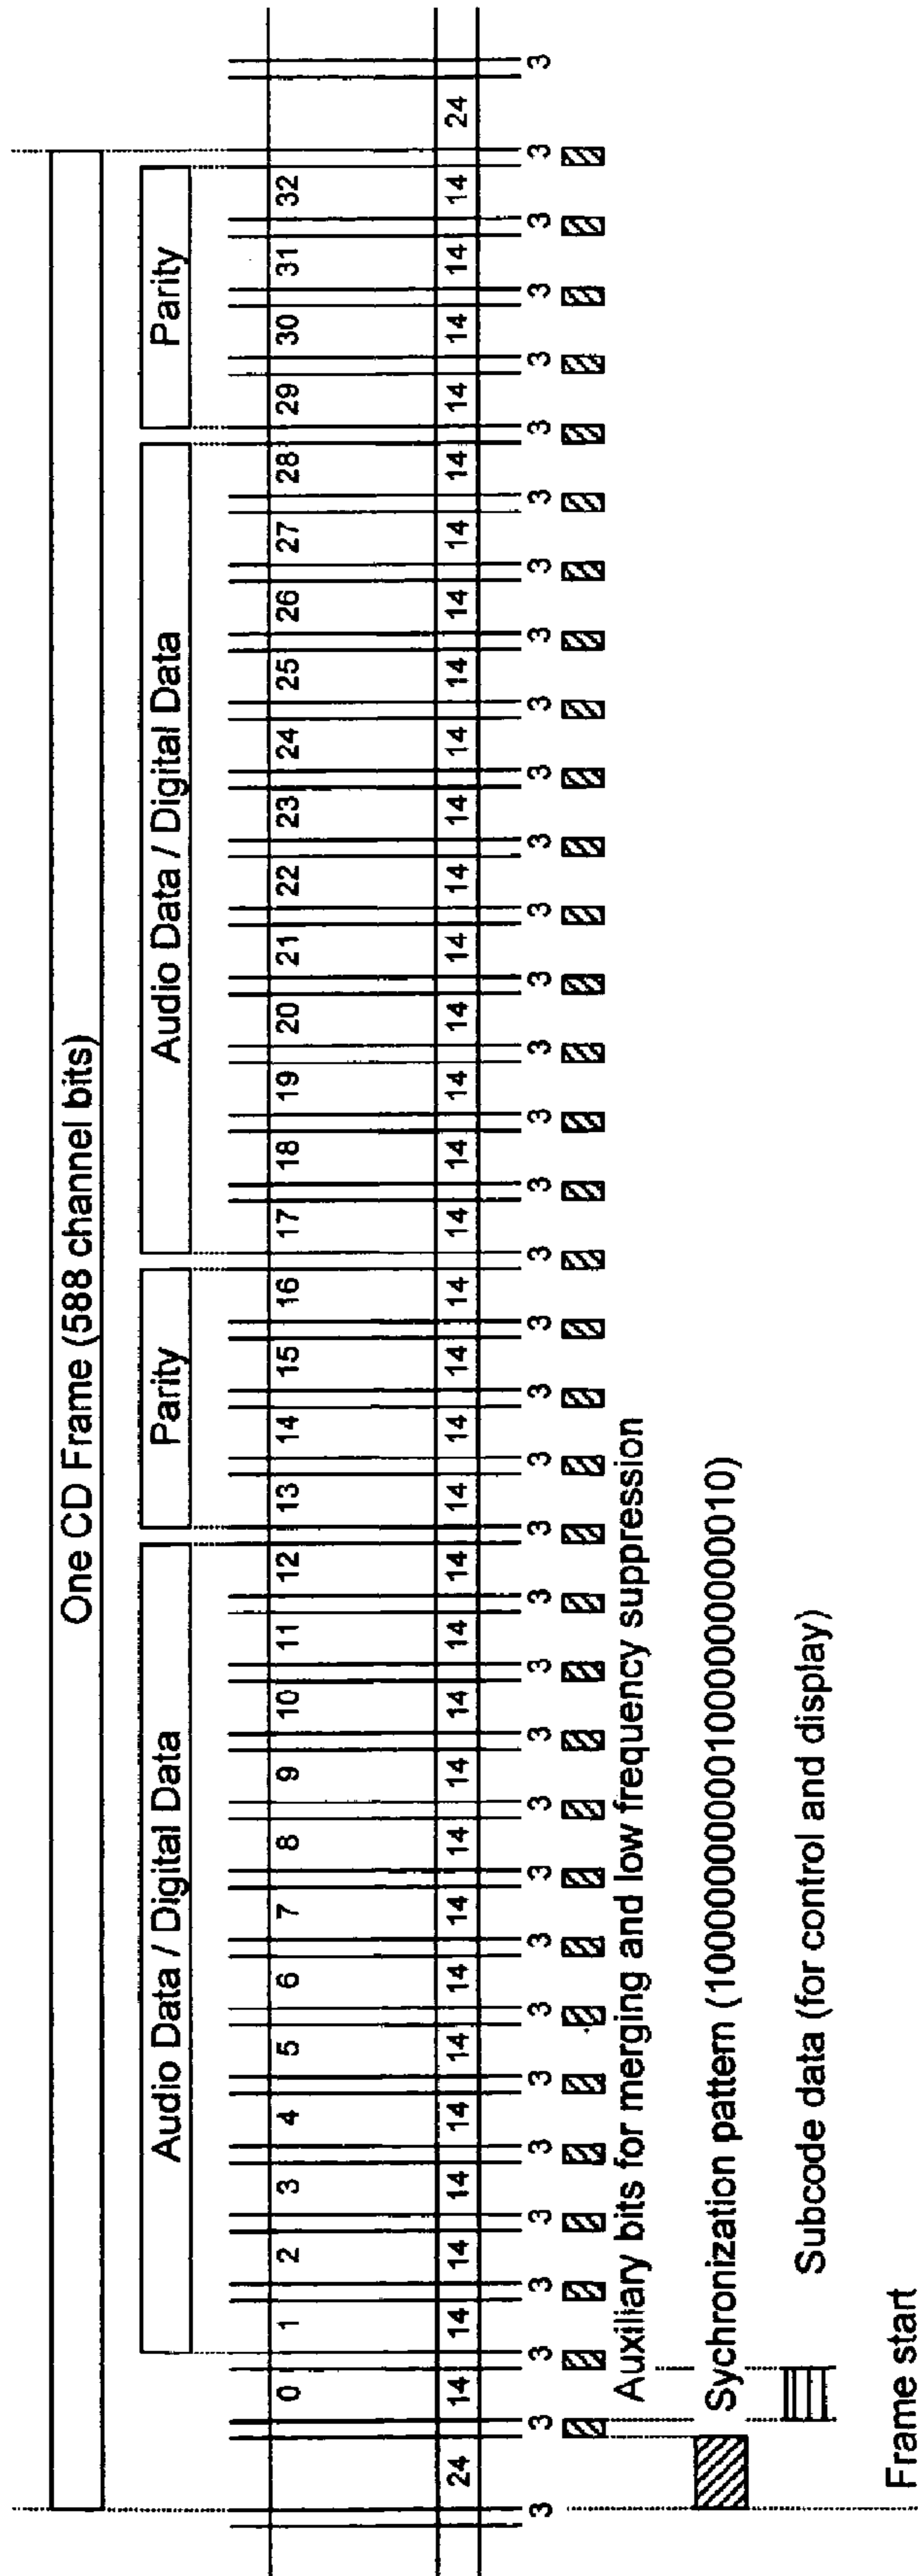 One CD Frame (588 channel bits)
Audio Data / Digital Data Parity Audio Data / Digital Data Parity
0 1 2 3 4 5 6 7 8 9 10 11 12 13 14 15 16 17 18 19 20 21 22 23 24 25 26 27 28 29 30 31 32
24 14 14 14 14 14 14 14 14 14 14 14 14 14 14 14 14 14 14 14 14 14 14 14 14 14 14 14 14 14 14 14 14 14 24
3 3 3 3 3 3 3 3 3 3 3 3 3 3 3 3 3 3 3 3 3 3 3 3 3 3 3 3 3 3 3 3 3 3 3 3
Auxiliary bits for merging and low frequency suppression
Sychronization pattern (100000000001000000000010)
Subcode data (for control and display)
Frame start